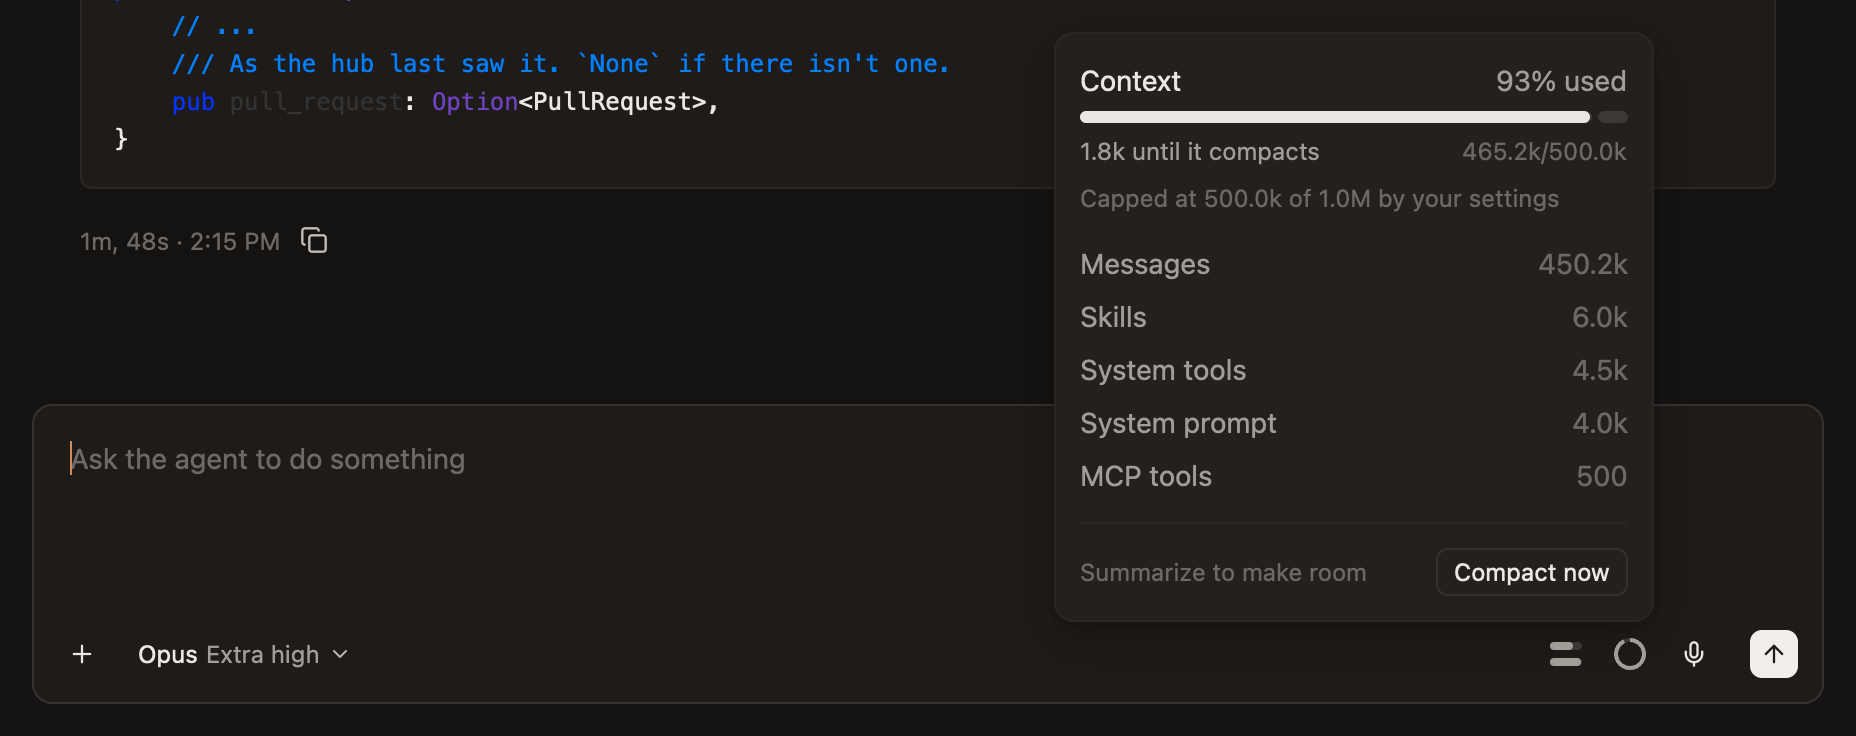 // ...
/// As the hub last saw it. `None` if there isn't one.
pub pull_request: Option<PullRequest>,
}
1m, 48s · 2:15 PM
Context 93% used
1.8k until it compacts 465.2k/500.0k
Capped at 500.0k of 1.0M by your settings
Messages 450.2k
Skills 6.0k
System tools 4.5k
System prompt 4.0k
MCP tools 500
Summarize to make room Compact now
Ask the agent to do something
Opus Extra high